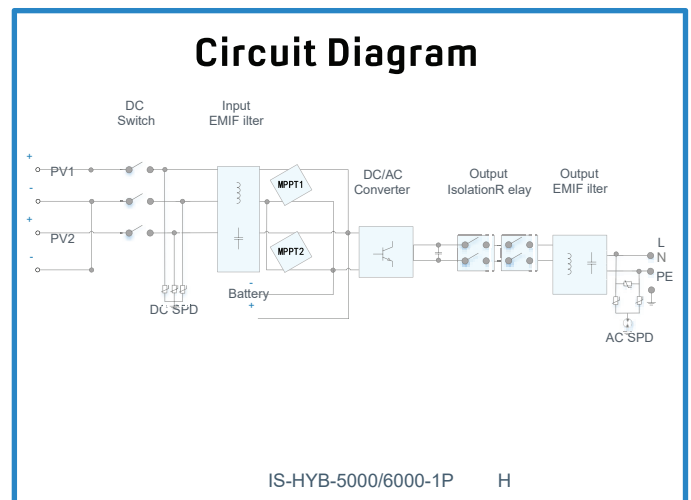 Circuit Diagram
DC
Switch
Input
EMIF ilter
+
PV1
-
+
PV2
-
MPPT1
MPPT2
DC/AC
Converter
Output
IsolationR elay
Output
EMIF ilter
L
N
PE
-
Battery
+
DC SPD
AC SPD
IS-HYB-5000/6000-1P H